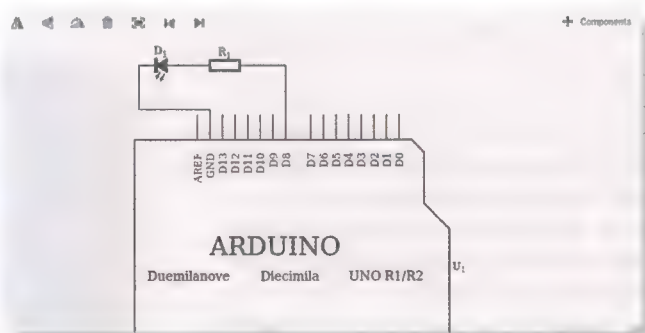 Components
D1 R1
AREF
GND
D13
D12
D11
D10
D9
D8
D7
D6
D5
D4
D3
D2
D1
D0
ARDUINO
Duemilanove Diecimila UNO R1/R2
U1